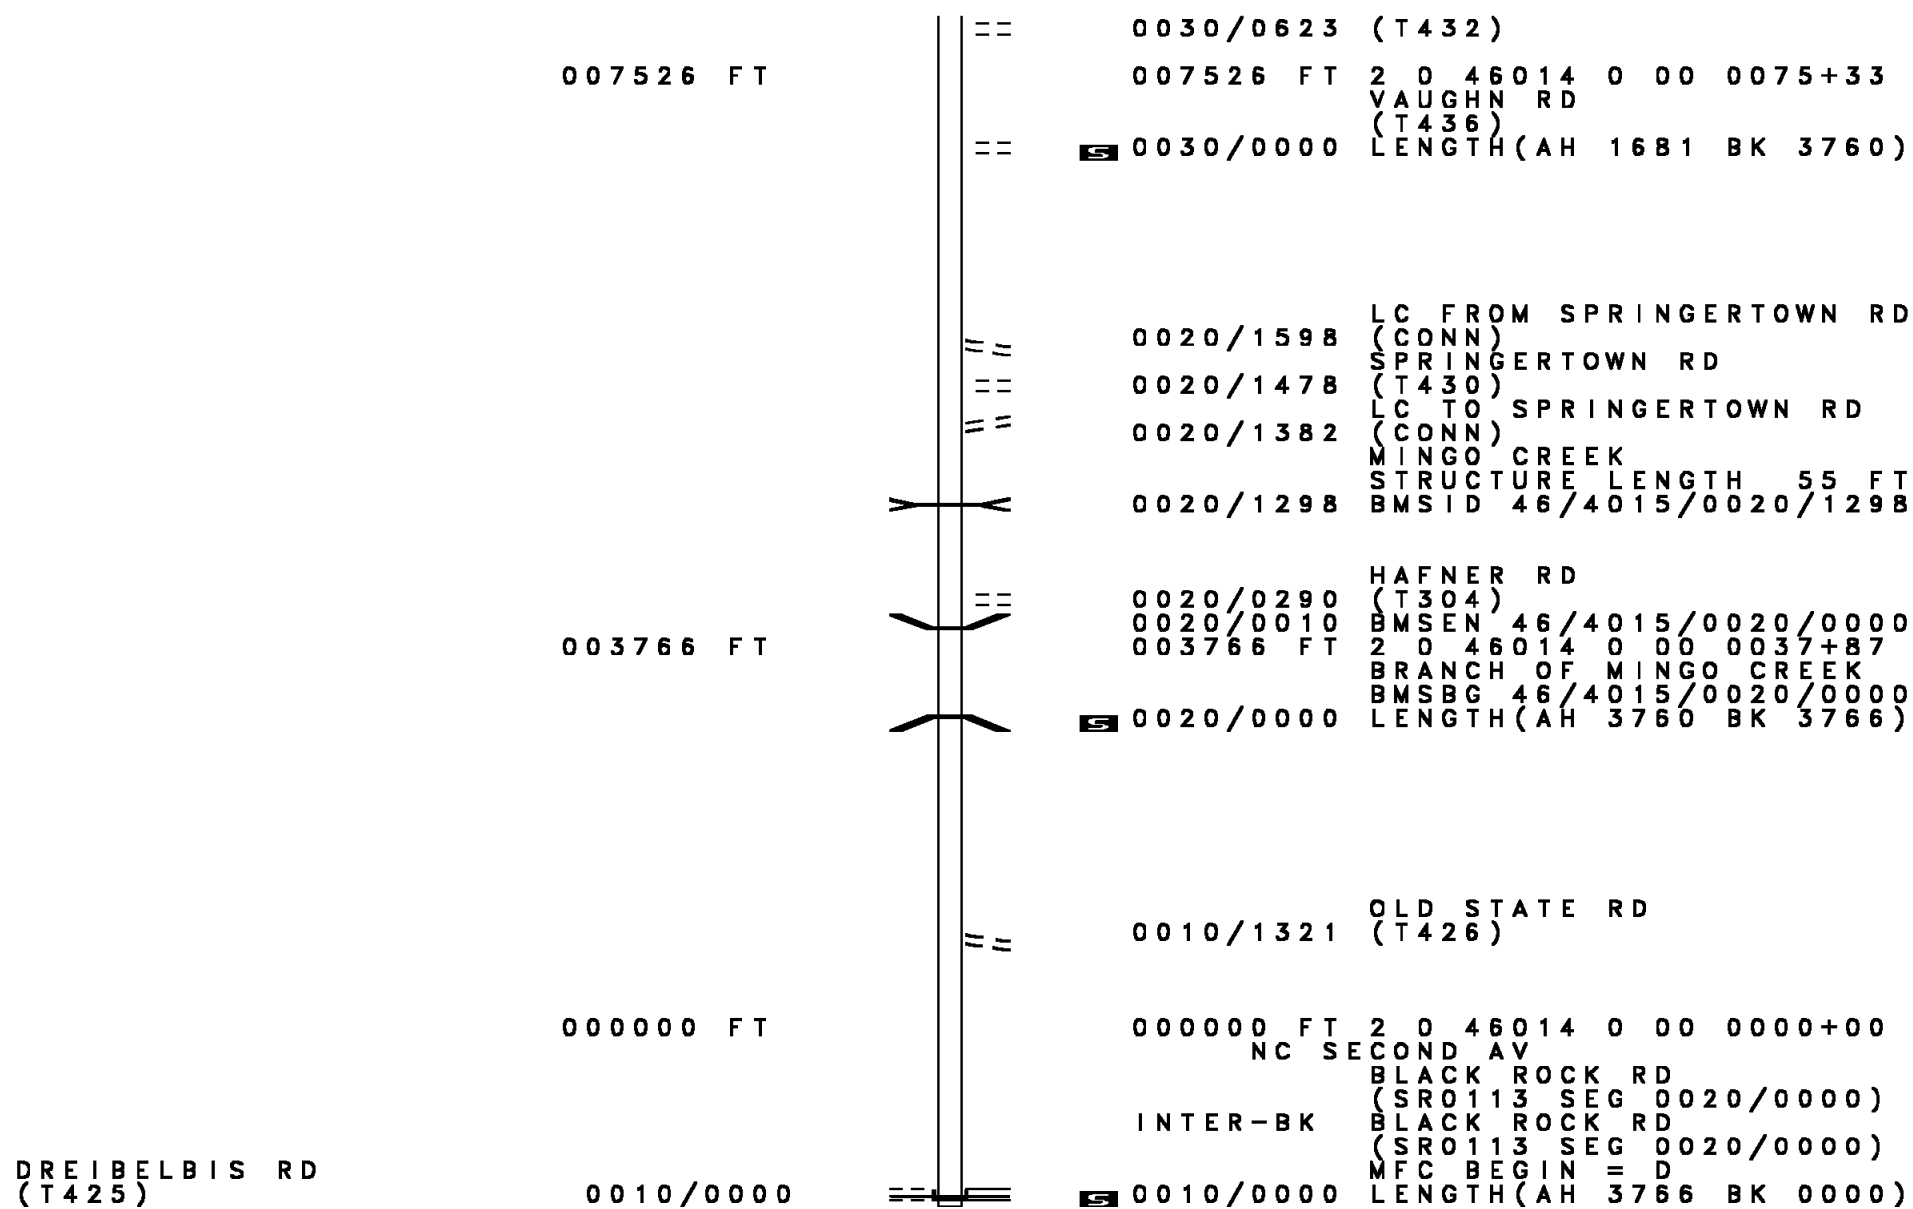 0030/0623 (T432)
007526 FT 007526 FT 2 0 46014 0 00 0075+33
VAUGHN RD
(T436)
S 0030/0000 LENGTH(AH 1681 BK 3760)
LC FROM SPRINGERTOWN RD
0020/1598 (CONN)
SPRINGERTOWN RD
0020/1478 (T430)
LC TO SPRINGERTOWN RD
0020/1382 (CONN)
MINGO CREEK
STRUCTURE LENGTH 55 FT
0020/1298 BMSID 46/4015/0020/1298
HAFNER RD
0020/0290 (T304)
0020/0010 BMSEN 46/4015/0020/0000
003766 FT 003766 FT 2 0 46014 0 00 0037+87
BRANCH OF MINGO CREEK
BMSBG 46/4015/0020/0000
S 0020/0000 LENGTH(AH 3760 BK 3766)
OLD STATE RD
0010/1321 (T426)
000000 FT 000000 FT 2 0 46014 0 00 0000+00
NC SECOND AV
BLACK ROCK RD
(SR0113 SEG 0020/0000)
INTER-BK BLACK ROCK RD
(SR0113 SEG 0020/0000)
DREIBELBIS RD MFC BEGIN = D
(T425) 0010/0000 S 0010/0000 LENGTH(AH 3766 BK 0000)